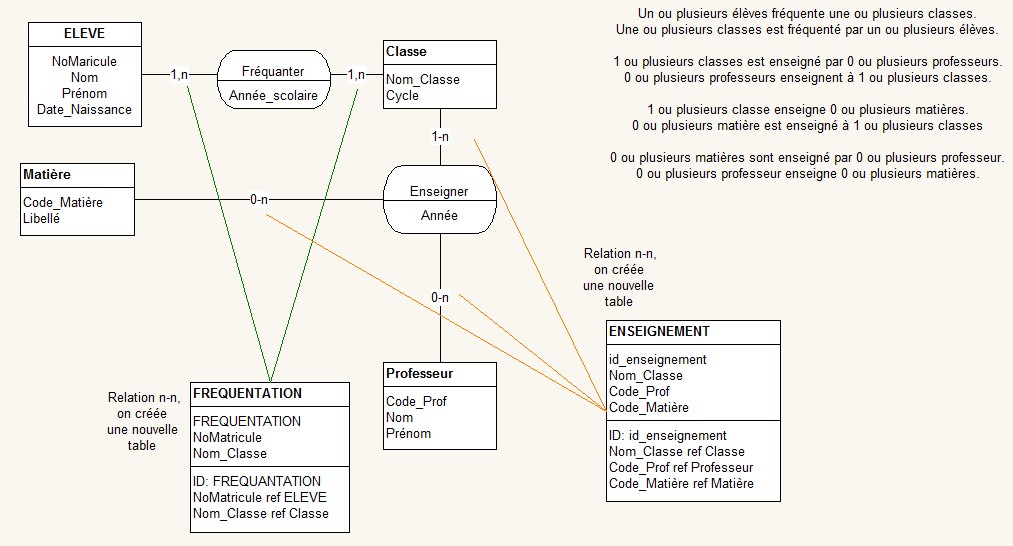 Un ou plusieurs élèves fréquente une ou plusieurs classes.
Une ou plusieurs classes est fréquenté par un ou plusieurs élèves.
1 ou plusieurs classes est enseigné par 0 ou plusieurs professeurs.
0 ou plusieurs professeurs enseignent à 1 ou plusieurs classes.
1 ou plusieurs classe enseigne 0 ou plusieurs matières.
0 ou plusieurs matière est enseigné à 1 ou plusieurs classes
0 ou plusieurs matières sont enseigné par 0 ou plusieurs professeur.
0 ou plusieurs professeur enseigne 0 ou plusieurs matières.
ELEVE
NoMaricule
Nom
Prénom
Date_Naissance
1,n
Fréquanter
Année_scolaire
1,n
Classe
Nom_Classe
Cycle
1-n
Matière
Code_Matière
Libellé
0-n
Enseigner
Année
0-n
Professeur
Code_Prof
Nom
Prénom
Relation n-n,
on créée
une nouvelle
table
FREQUENTATION
FREQUENTATION
NoMatricule
Nom_Classe
ID: FREQUANTATION
NoMatricule ref ELEVE
Nom_Classe ref Classe
Relation n-n,
on créée
une nouvelle
table
ENSEIGNEMENT
id_enseignement
Nom_Classe
Code_Prof
Code_Matière
ID: id_enseignement
Nom_Classe ref Classe
Code_Prof ref Professeur
Code_Matière ref Matière